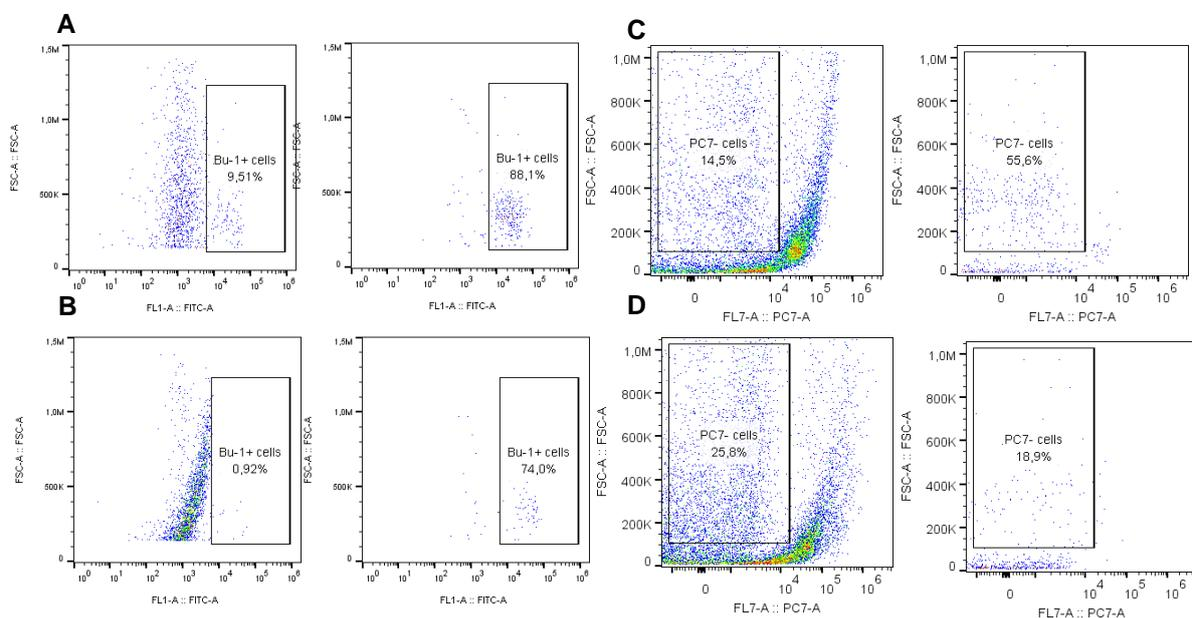 A
1,5M
1,0M
500K
0
FSC-A :: FSC-A
Bu-1+ cells
9,51%
10^0 10^1 10^2 10^3 10^4 10^5 10^6
FL1-A :: FITC-A
1,5M
1,0M
500K
0
FSC-A :: FSC-A
Bu-1+ cells
88,1%
10^0 10^1 10^2 10^3 10^4 10^5 10^6
FL1-A :: FITC-A
B
1,5M
1,0M
500K
0
FSC-A :: FSC-A
Bu-1+ cells
0,92%
10^0 10^1 10^2 10^3 10^4 10^5 10^6
FL1-A :: FITC-A
1,5M
1,0M
500K
0
FSC-A :: FSC-A
Bu-1+ cells
74,0%
10^0 10^1 10^2 10^3 10^4 10^5 10^6
FL1-A :: FITC-A
C
1,0M
800K
600K
400K
200K
0
FSC-A :: FSC-A
PC7- cells
14,5%
0 10^4 10^5 10^6
FL7-A :: PC7-A
1,0M
800K
600K
400K
200K
0
FSC-A :: FSC-A
PC7- cells
55,6%
0 10^4 10^5 10^6
FL7-A :: PC7-A
D
1,0M
800K
600K
400K
200K
0
FSC-A :: FSC-A
PC7- cells
25,8%
0 10^4 10^5 10^6
FL7-A :: PC7-A
1,0M
800K
600K
400K
200K
0
FSC-A :: FSC-A
PC7- cells
18,9%
0 10^4 10^5 10^6
FL7-A :: PC7-A